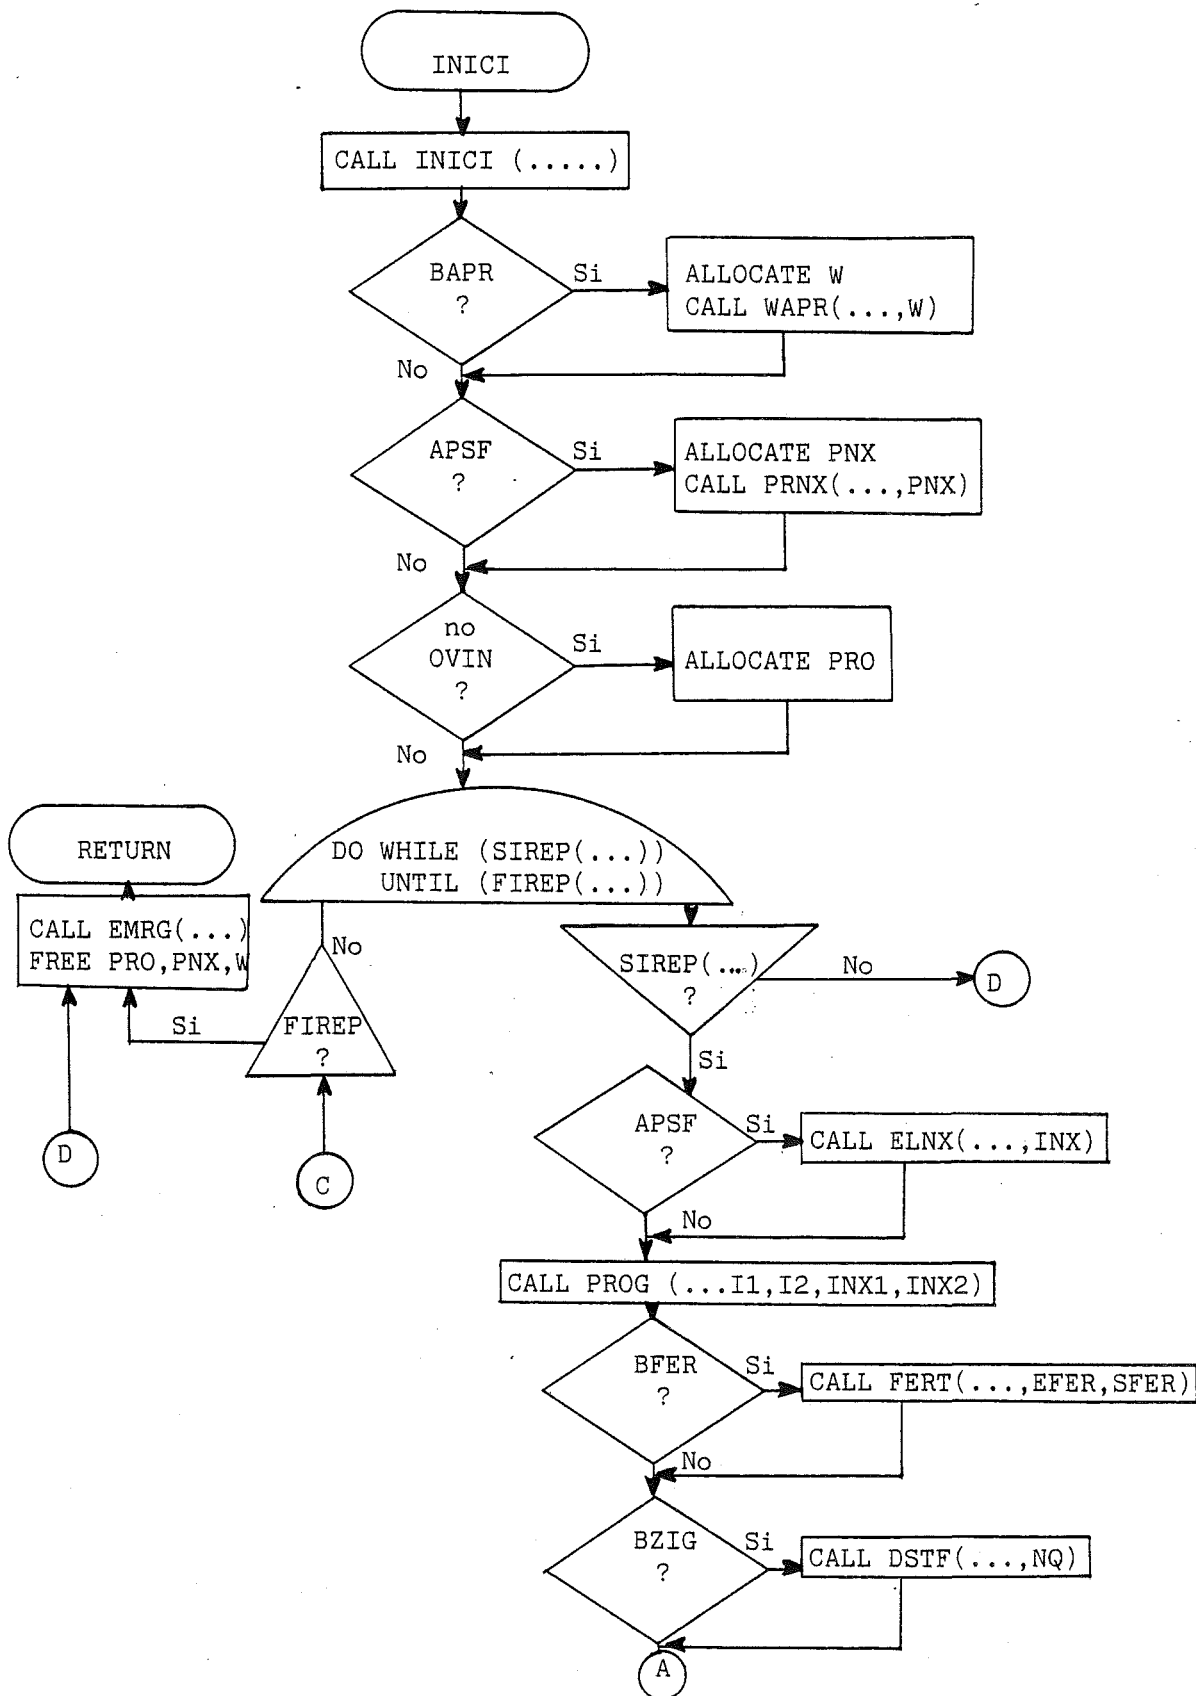 INICI
CALL INICI (.....)
BAPR
?
Si
ALLOCATE W
CALL WAPR(...,W)
No
APSF
?
Si
ALLOCATE PNX
CALL PRNX(...,PNX)
No
no
OVIN
?
Si
ALLOCATE PRO
No
DO WHILE (SIREP(...))
UNTIL (FIREP(...))
RETURN
CALL EMRG(...)
FREE PRO,PNX,W
No
Si
FIREP
?
D
C
SIREP(...)
?
No
D
Si
APSF
?
Si
CALL ELNX(...,INX)
No
CALL PROG (...I1,I2,INX1,INX2)
BFER
?
Si
CALL FERT(...,EFER,SFER)
No
BZIG
?
Si
CALL DSTF(...,NQ)
A